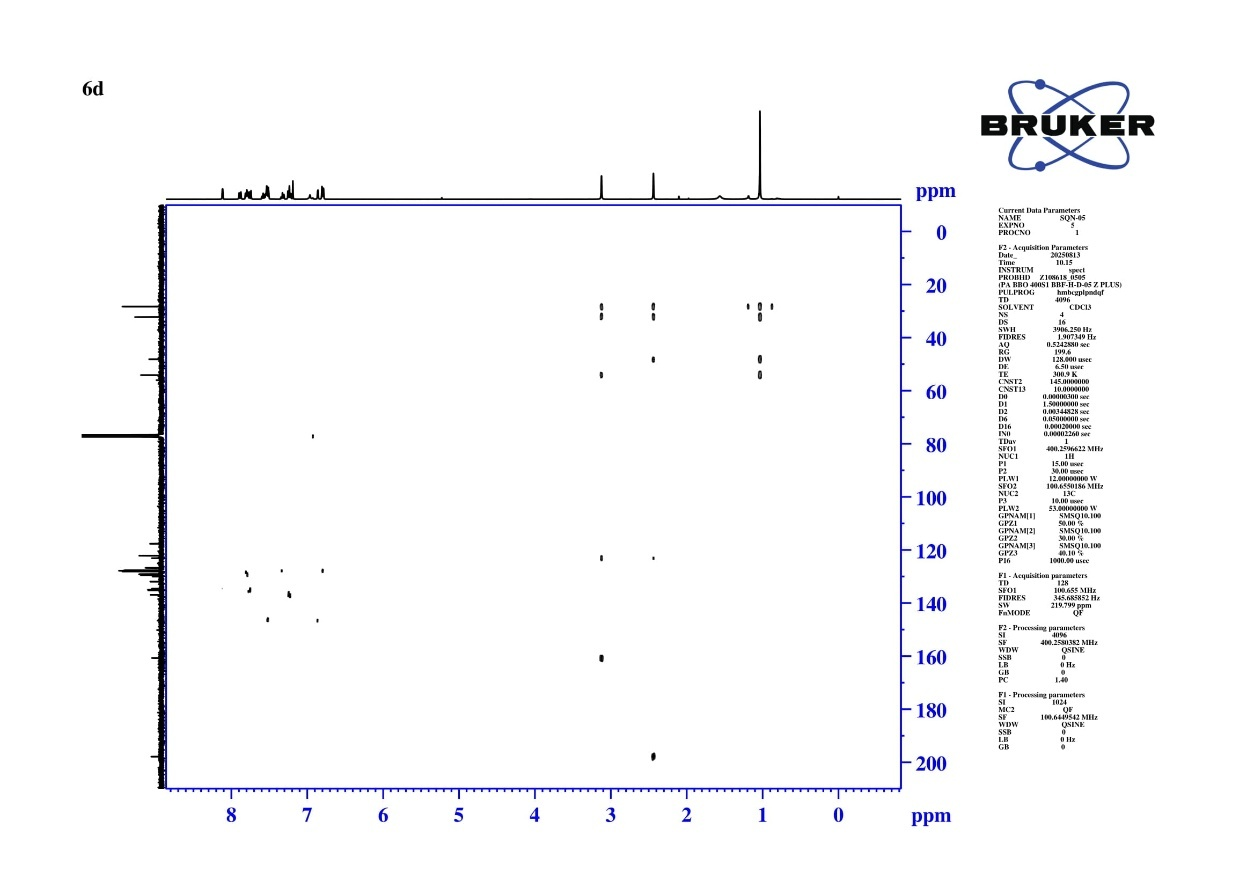 6d
BRUKER
ppm
0
20
40
60
80
100
120
140
160
180
200
8 7 6 5 4 3 2 1 0 ppm
Current Data Parameters
NAME SQN-05
EXPNO 5
PROCNO 1
F2 - Acquisition Parameters
Date_ 20250813
Time 10.15
INSTRUM spect
PROBHD Z108618_0505
(PA BBO 400S1 BBF-H-D-05 Z PLUS)
PULPROG hmbcgplpndqf
TD 4096
SOLVENT CDCl3
NS 4
DS 16
SWH 3906.250 Hz
FIDRES 1.907349 Hz
AQ 0.5242880 sec
RG 199.6
DW 128.000 usec
DE 6.50 usec
TE 300.9 K
CNST2 145.0000000
CNST13 10.0000000
D0 0.00000300 sec
D1 1.50000000 sec
D2 0.00344828 sec
D6 0.05000000 sec
D16 0.00020000 sec
IN0 0.00002260 sec
TDav 1
SFO1 400.2596622 MHz
NUC1 1H
P1 15.00 usec
P2 30.00 usec
PLW1 12.00000000 W
SFO2 100.6550186 MHz
NUC2 13C
P3 10.00 usec
PLW2 53.00000000 W
GPNAM[1] SMSQ10.100
GPZ1 50.00 %
GPNAM[2] SMSQ10.100
GPZ2 30.00 %
GPNAM[3] SMSQ10.100
GPZ3 40.10 %
P16 1000.00 usec
F1 - Acquisition parameters
TD 128
SFO1 100.655 MHz
FIDRES 345.685852 Hz
SW 219.799 ppm
FnMODE QF
F2 - Processing parameters
SI 4096
SF 400.2580382 MHz
WDW QSINE
SSB 0
LB 0 Hz
GB 0
PC 1.40
F1 - Processing parameters
SI 1024
MC2 QF
SF 100.6449542 MHz
WDW QSINE
SSB 0
LB 0 Hz
GB 0